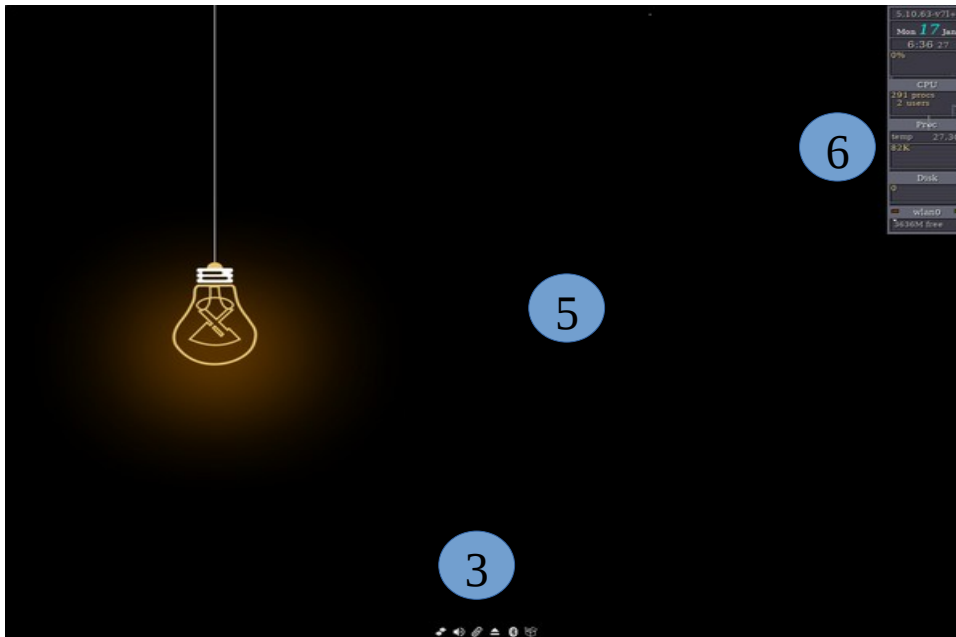 5.10.63-v7l+
Mon 17 Jan
6:36 27
0%
CPU
291 procs
2 users
6
Proc
temp 27.3
82K
Disk
0
wlan0
3636M free
5
3